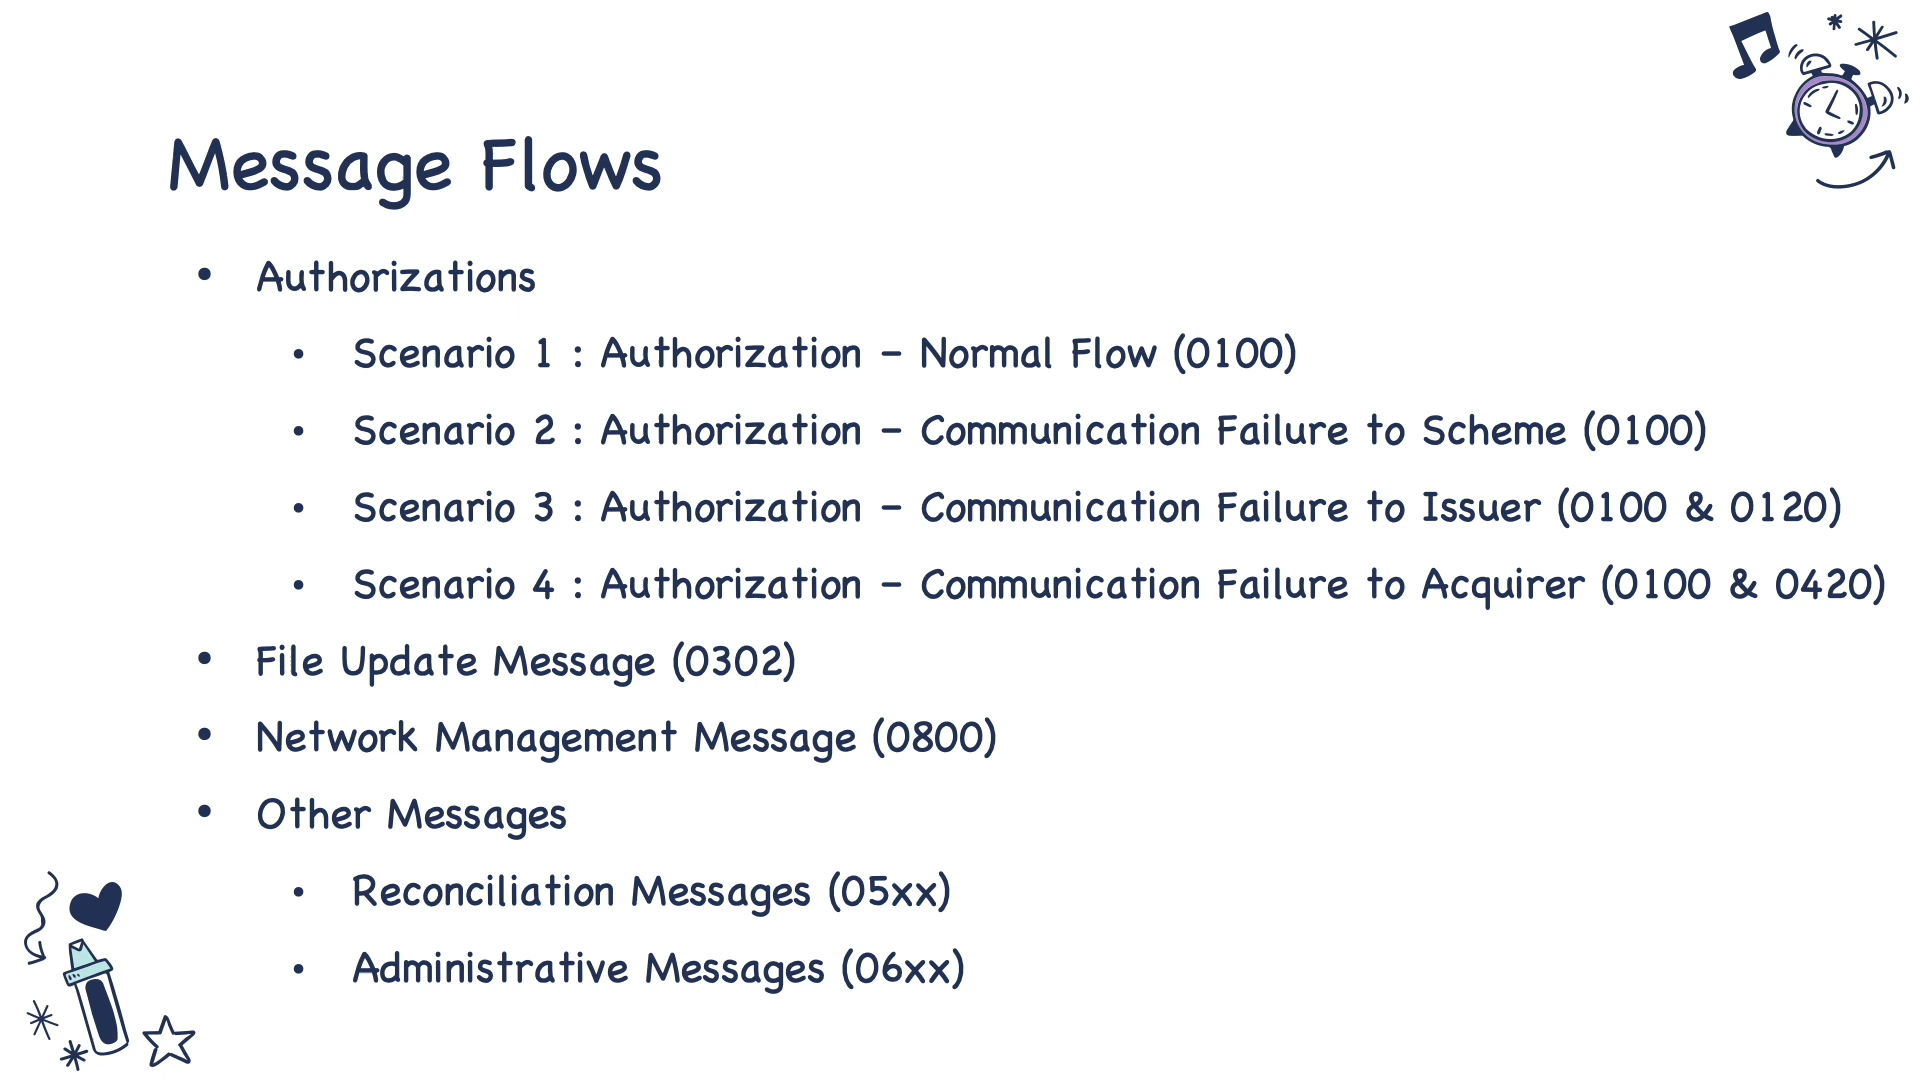 Message Flows
• Authorizations
• Scenario 1 : Authorization – Normal Flow (0100)
• Scenario 2 : Authorization – Communication Failure to Scheme (0100)
• Scenario 3 : Authorization – Communication Failure to Issuer (0100 & 0120)
• Scenario 4 : Authorization – Communication Failure to Acquirer (0100 & 0420)
• File Update Message (0302)
• Network Management Message (0800)
• Other Messages
• Reconciliation Messages (05xx)
• Administrative Messages (06xx)